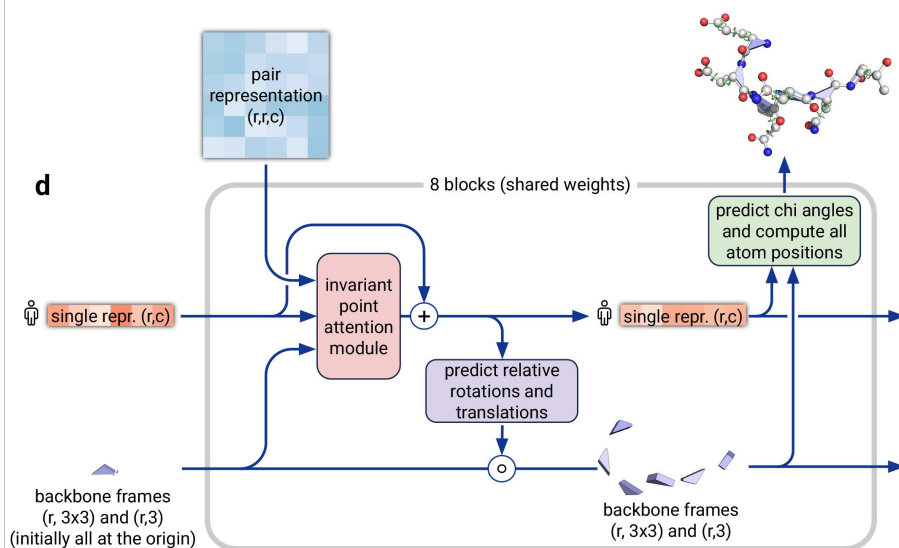 pair
representation
(r,r,c)
d
8 blocks (shared weights)
predict chi angles
and compute all
atom positions
invariant
point
attention
module
single repr. (r,c)
+
single repr. (r,c)
predict relative
rotations and
translations
backbone frames
(r, 3x3) and (r,3)
(initially all at the origin)
backbone frames
(r, 3x3) and (r,3)